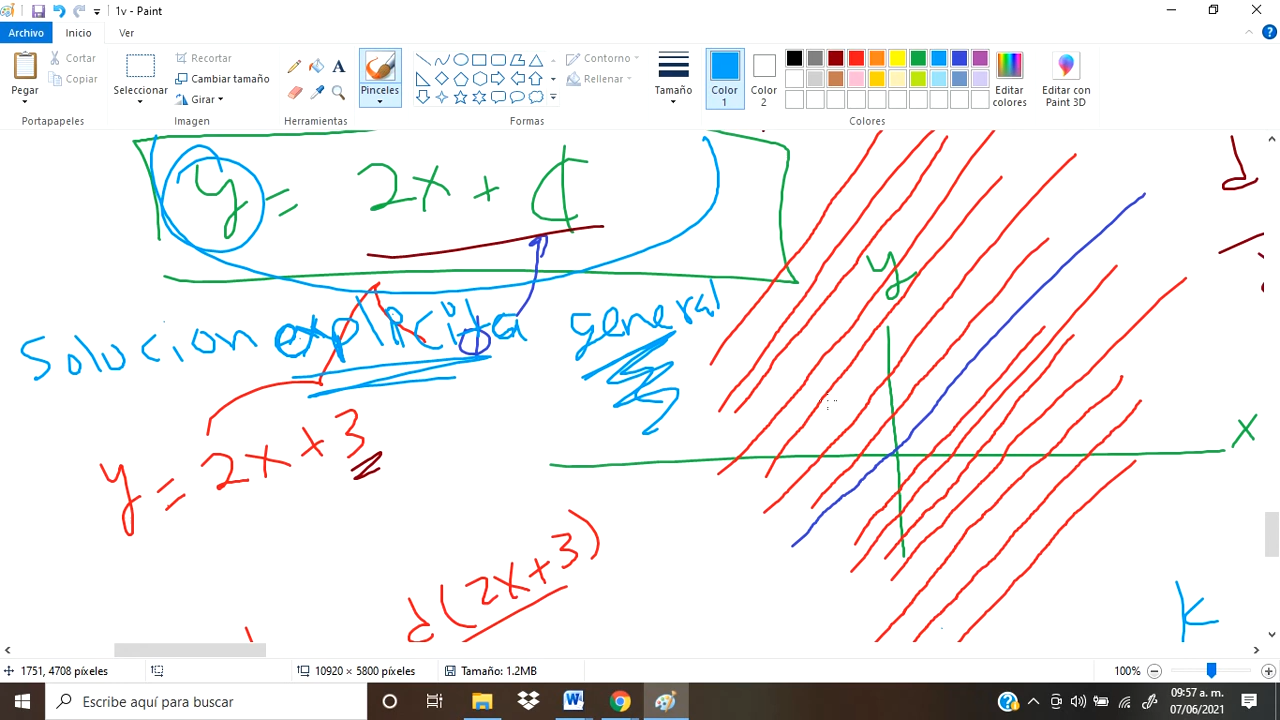 1v - Paint
Archivo Inicio Ver
Pegar Cortar Copiar Portapapeles
Seleccionar Recortar Cambiar tamaño Girar Imagen
Pinceles Herramientas
Contorno Rellenar Formas
Tamaño
Color 1 Color 2 Editar colores Editar con Paint 3D Colores
y = 2x + C
Solucion explicita general
y = 2x + 3
d(2x+3)
y
x
K
d
1751, 4708 píxeles 10920 × 5800 píxeles Tamaño: 1.2MB 100%
Escribe aquí para buscar
09:57 a. m.
07/06/2021